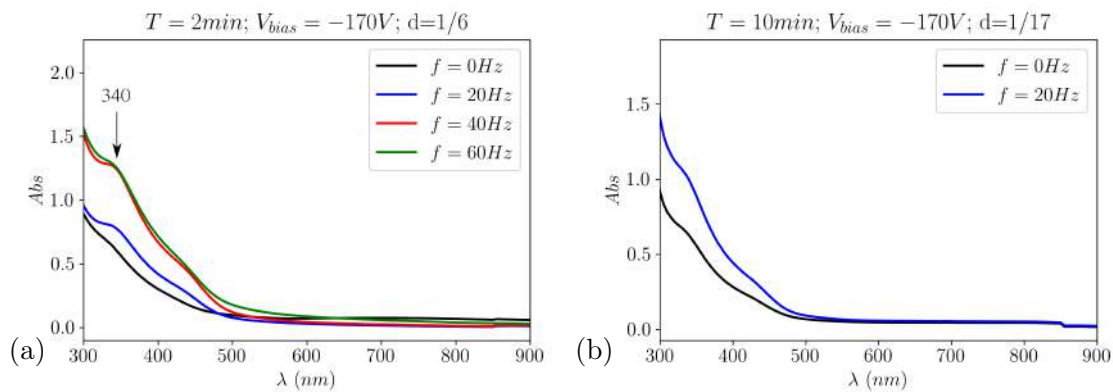 T = 2min; V_bias = −170V; d=1/6
Abs
2.0
1.5
1.0
0.5
0.0
340
f = 0Hz
f = 20Hz
f = 40Hz
f = 60Hz
300 400 500 600 700 800 900
λ (nm)
(a)
T = 10min; V_bias = −170V; d=1/17
Abs
1.5
1.0
0.5
0.0
f = 0Hz
f = 20Hz
300 400 500 600 700 800 900
λ (nm)
(b)